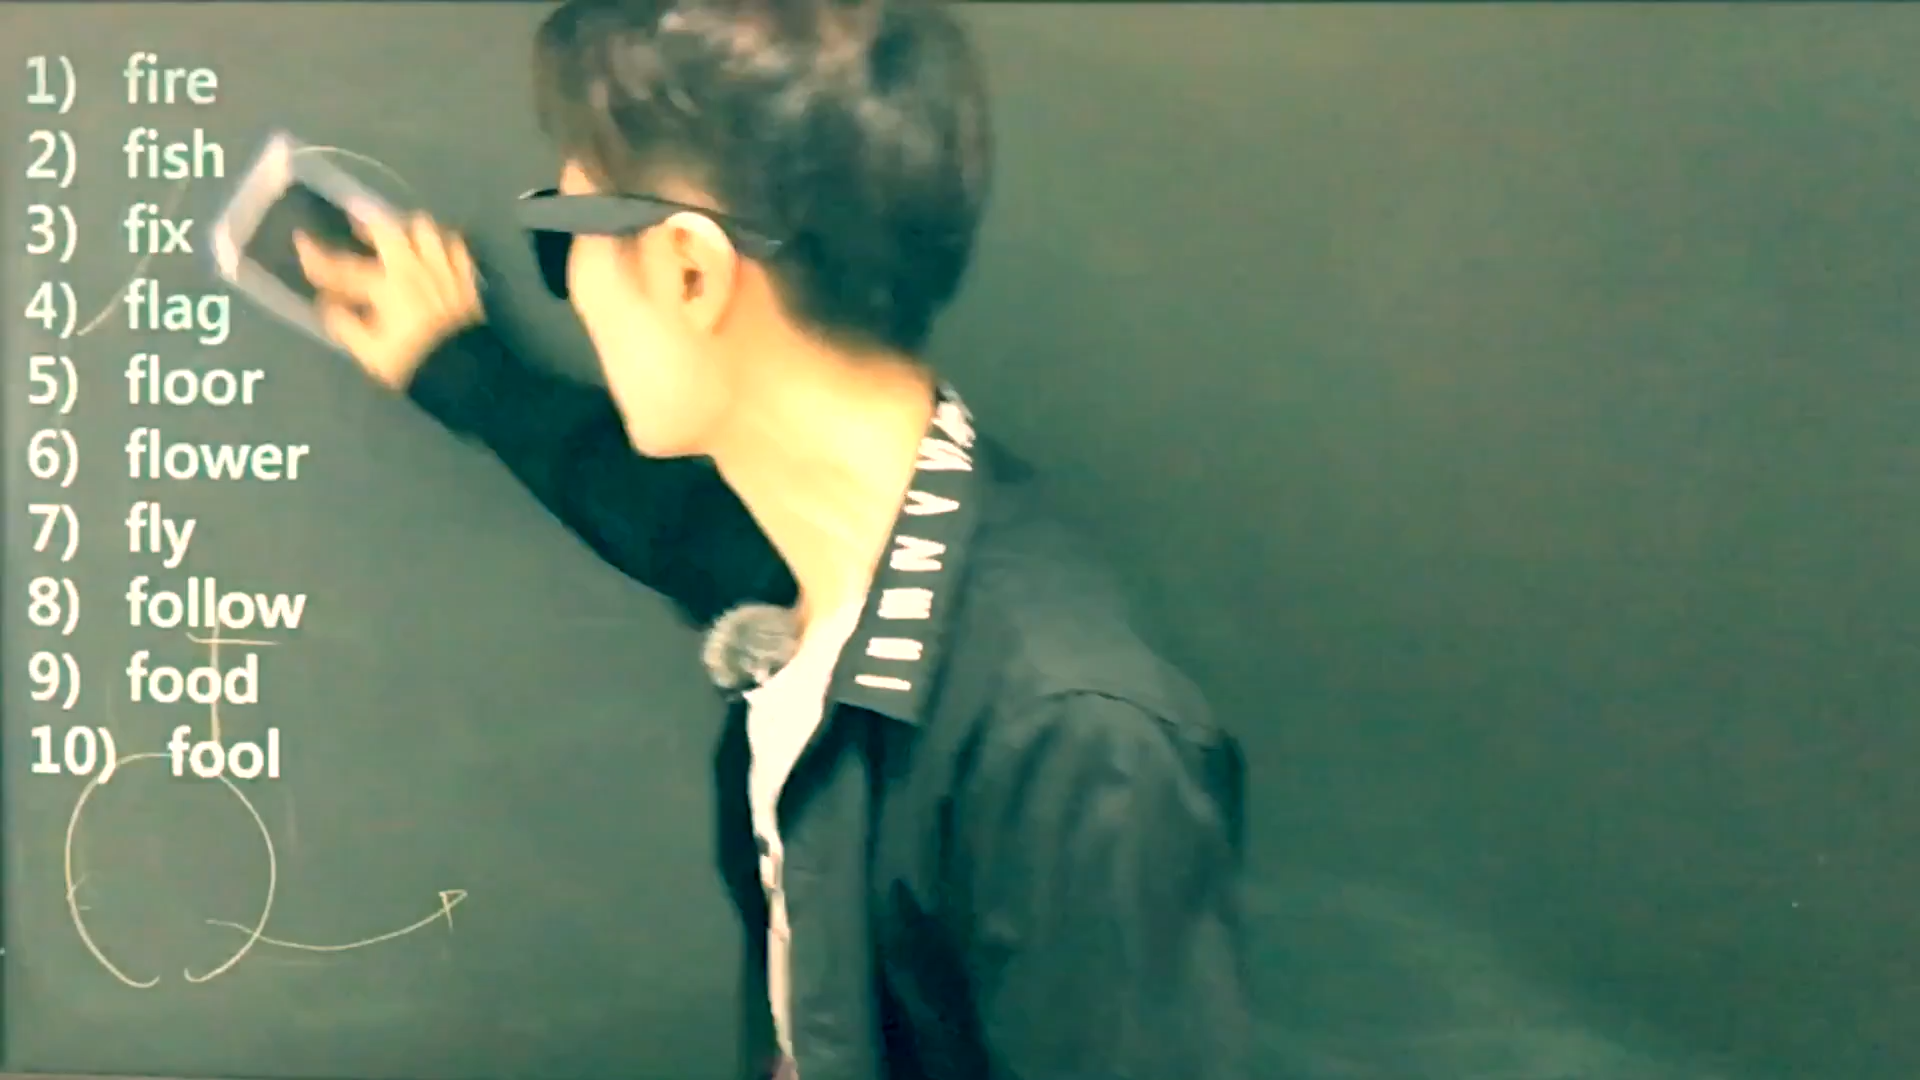 1) fire
2) fish
3) fix
4) flag
5) floor
6) flower
7) fly
8) follow
9) food
10) fool